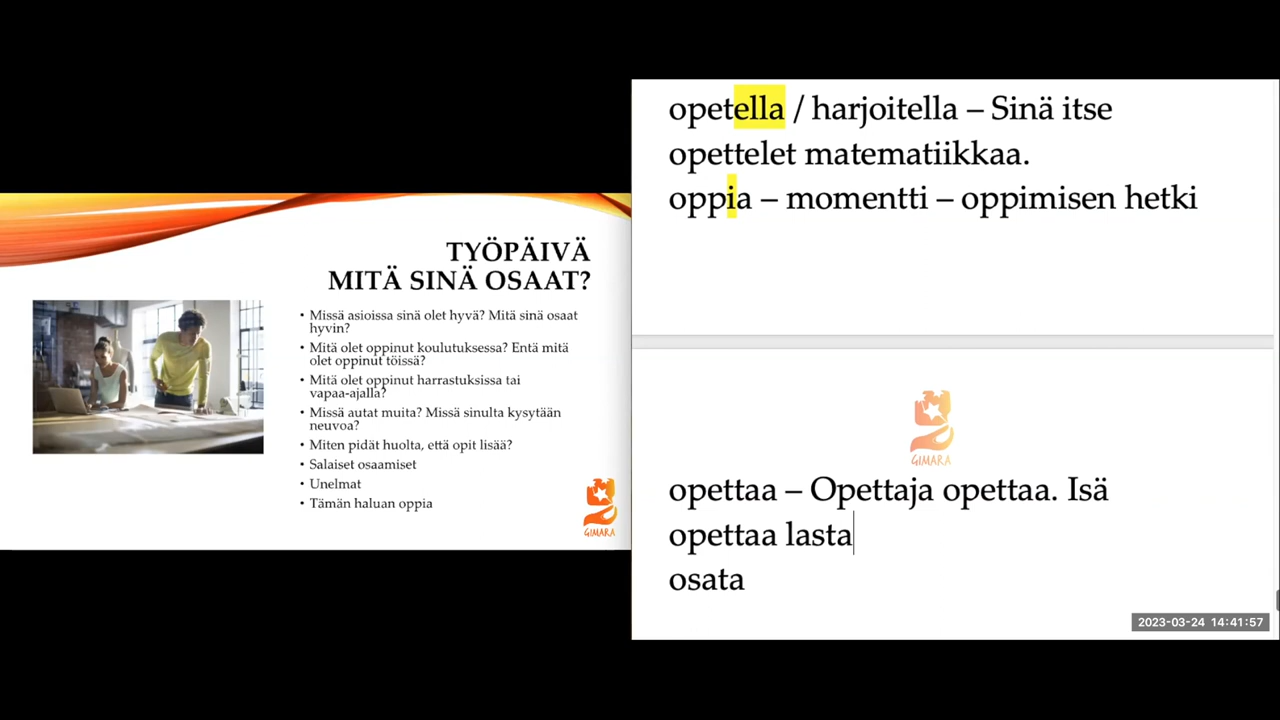 TYÖPÄIVÄ
MITÄ SINÄ OSAAT?
• Missä asioissa sinä olet hyvä? Mitä sinä osaat
hyvin?
• Mitä olet oppinut koulutuksessa? Entä mitä
olet oppinut töissä?
• Mitä olet oppinut harrastuksissa tai
vapaa-ajalla?
• Missä autat muita? Missä sinulta kysytään
neuvoa?
• Miten pidät huolta, että opit lisää?
• Salaiset osaamiset
• Unelmat
• Tämän haluan oppia
GIMARA
opetella / harjoitella – Sinä itse
opettelet matematiikkaa.
oppia – momentti – oppimisen hetki
GIMARA
opettaa – Opettaja opettaa. Isä
opettaa lasta
osata
2023-03-24 14:41:57